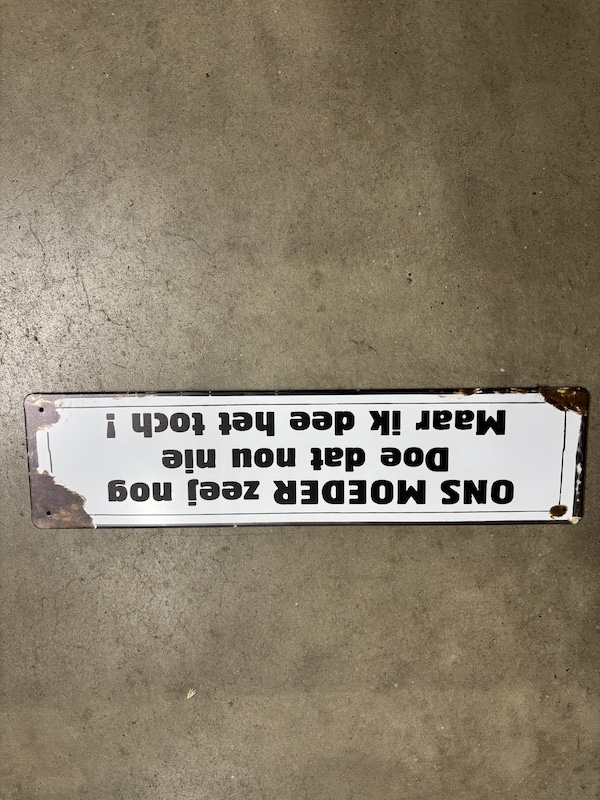 ONS MOEDER zeej nog
Doe dat nou nie
Maar ik dee het toch !